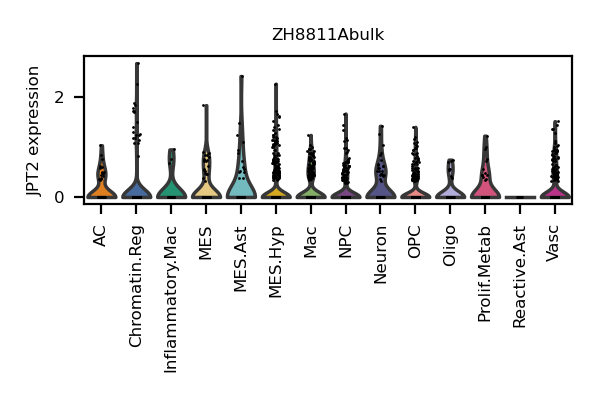 ZH8811Abulk
JPT2 expression
2
0
AC
Chromatin.Reg
Inflammatory.Mac
MES
MES.Ast
MES.Hyp
Mac
NPC
Neuron
OPC
Oligo
Prolif.Metab
Reactive.Ast
Vasc